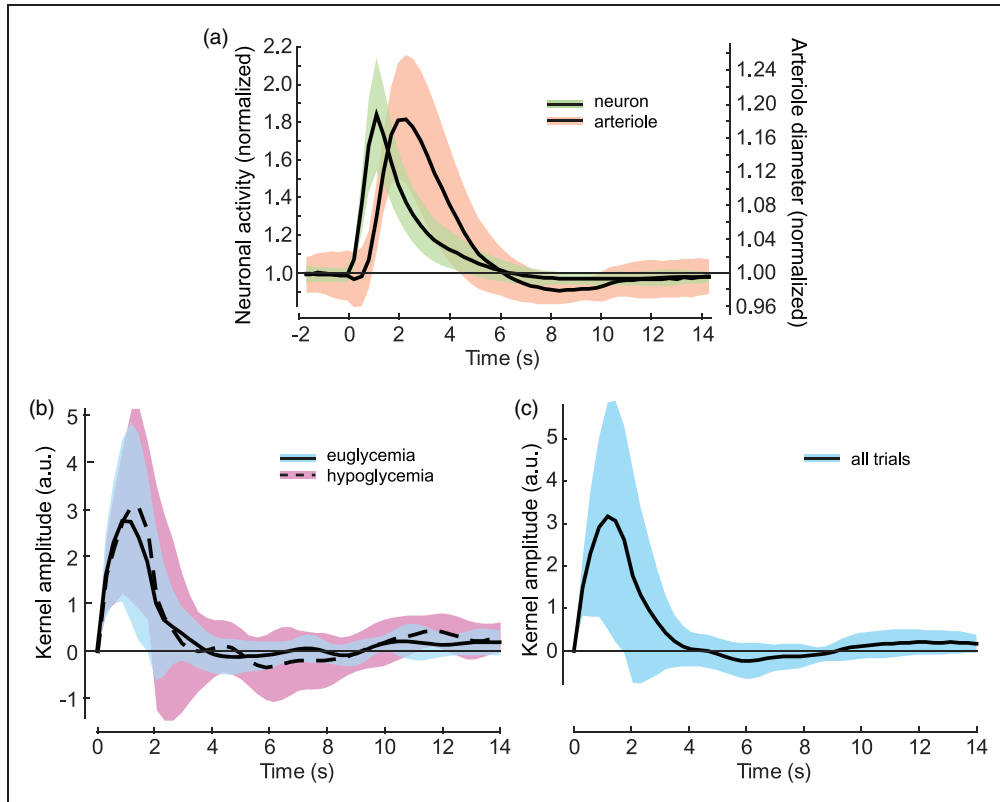 (a)
Neuronal activity (normalized)
2.2
2.0
1.8
1.6
1.4
1.2
1.0
neuron
arteriole
1.24
1.20
1.16
1.12
1.08
1.04
1.00
0.96
Arteriole diameter (normalized)
-2 0 2 4 6 8 10 12 14
Time (s)
(b)
Kernel amplitude (a.u.)
5
4
3
2
1
0
-1
euglycemia
hypoglycemia
0 2 4 6 8 10 12 14
Time (s)
(c)
Kernel amplitude (a.u.)
5
4
3
2
1
0
all trials
0 2 4 6 8 10 12 14
Time (s)